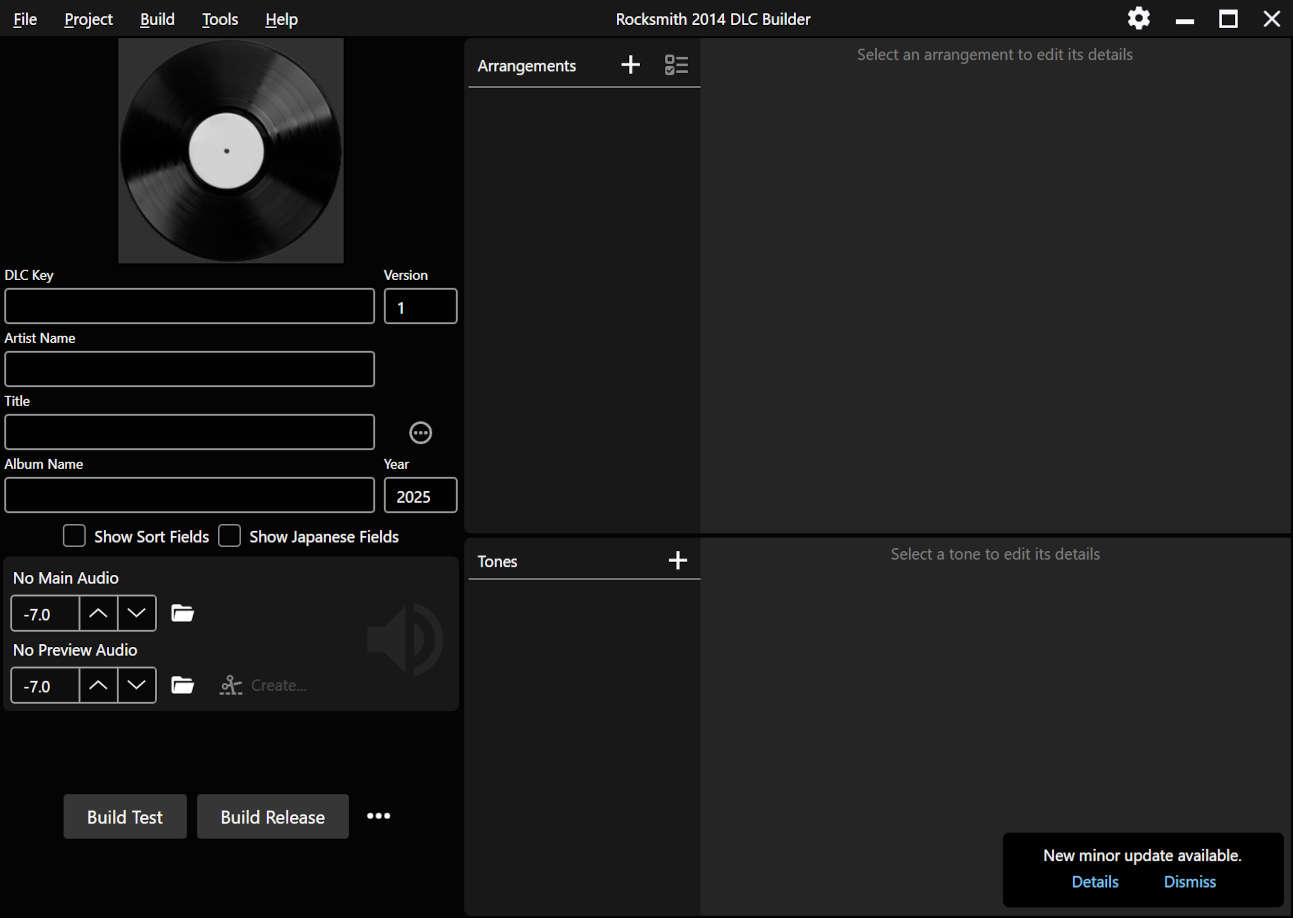 File Project Build Tools Help
Rocksmith 2014 DLC Builder
DLC Key
Version
1
Artist Name
Title
Album Name
Year
2025
Show Sort Fields
Show Japanese Fields
No Main Audio
-7.0
No Preview Audio
-7.0
Create...
Build Test
Build Release
Arrangements
Select an arrangement to edit its details
Tones
Select a tone to edit its details
New minor update available.
Details Dismiss